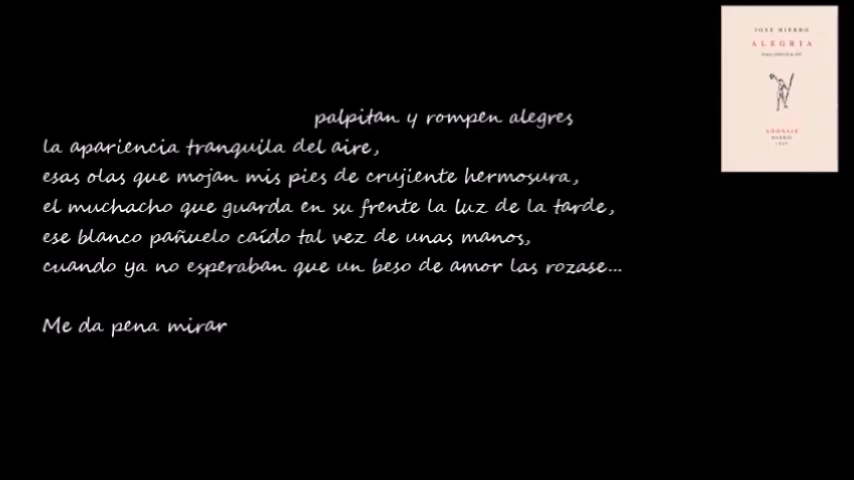 JOSE HIERRO
ALEGRIA
palpitan y rompen alegres
la apariencia tranquila del aire,
esas olas que mojan mis pies de crujiente hermosura,
el muchacho que guarda en su frente la luz de la tarde,
ese blanco pañuelo caído tal vez de unas manos,
cuando ya no esperaban que un beso de amor las rozase...
Me da pena mirar
ADONAIS
MADRID